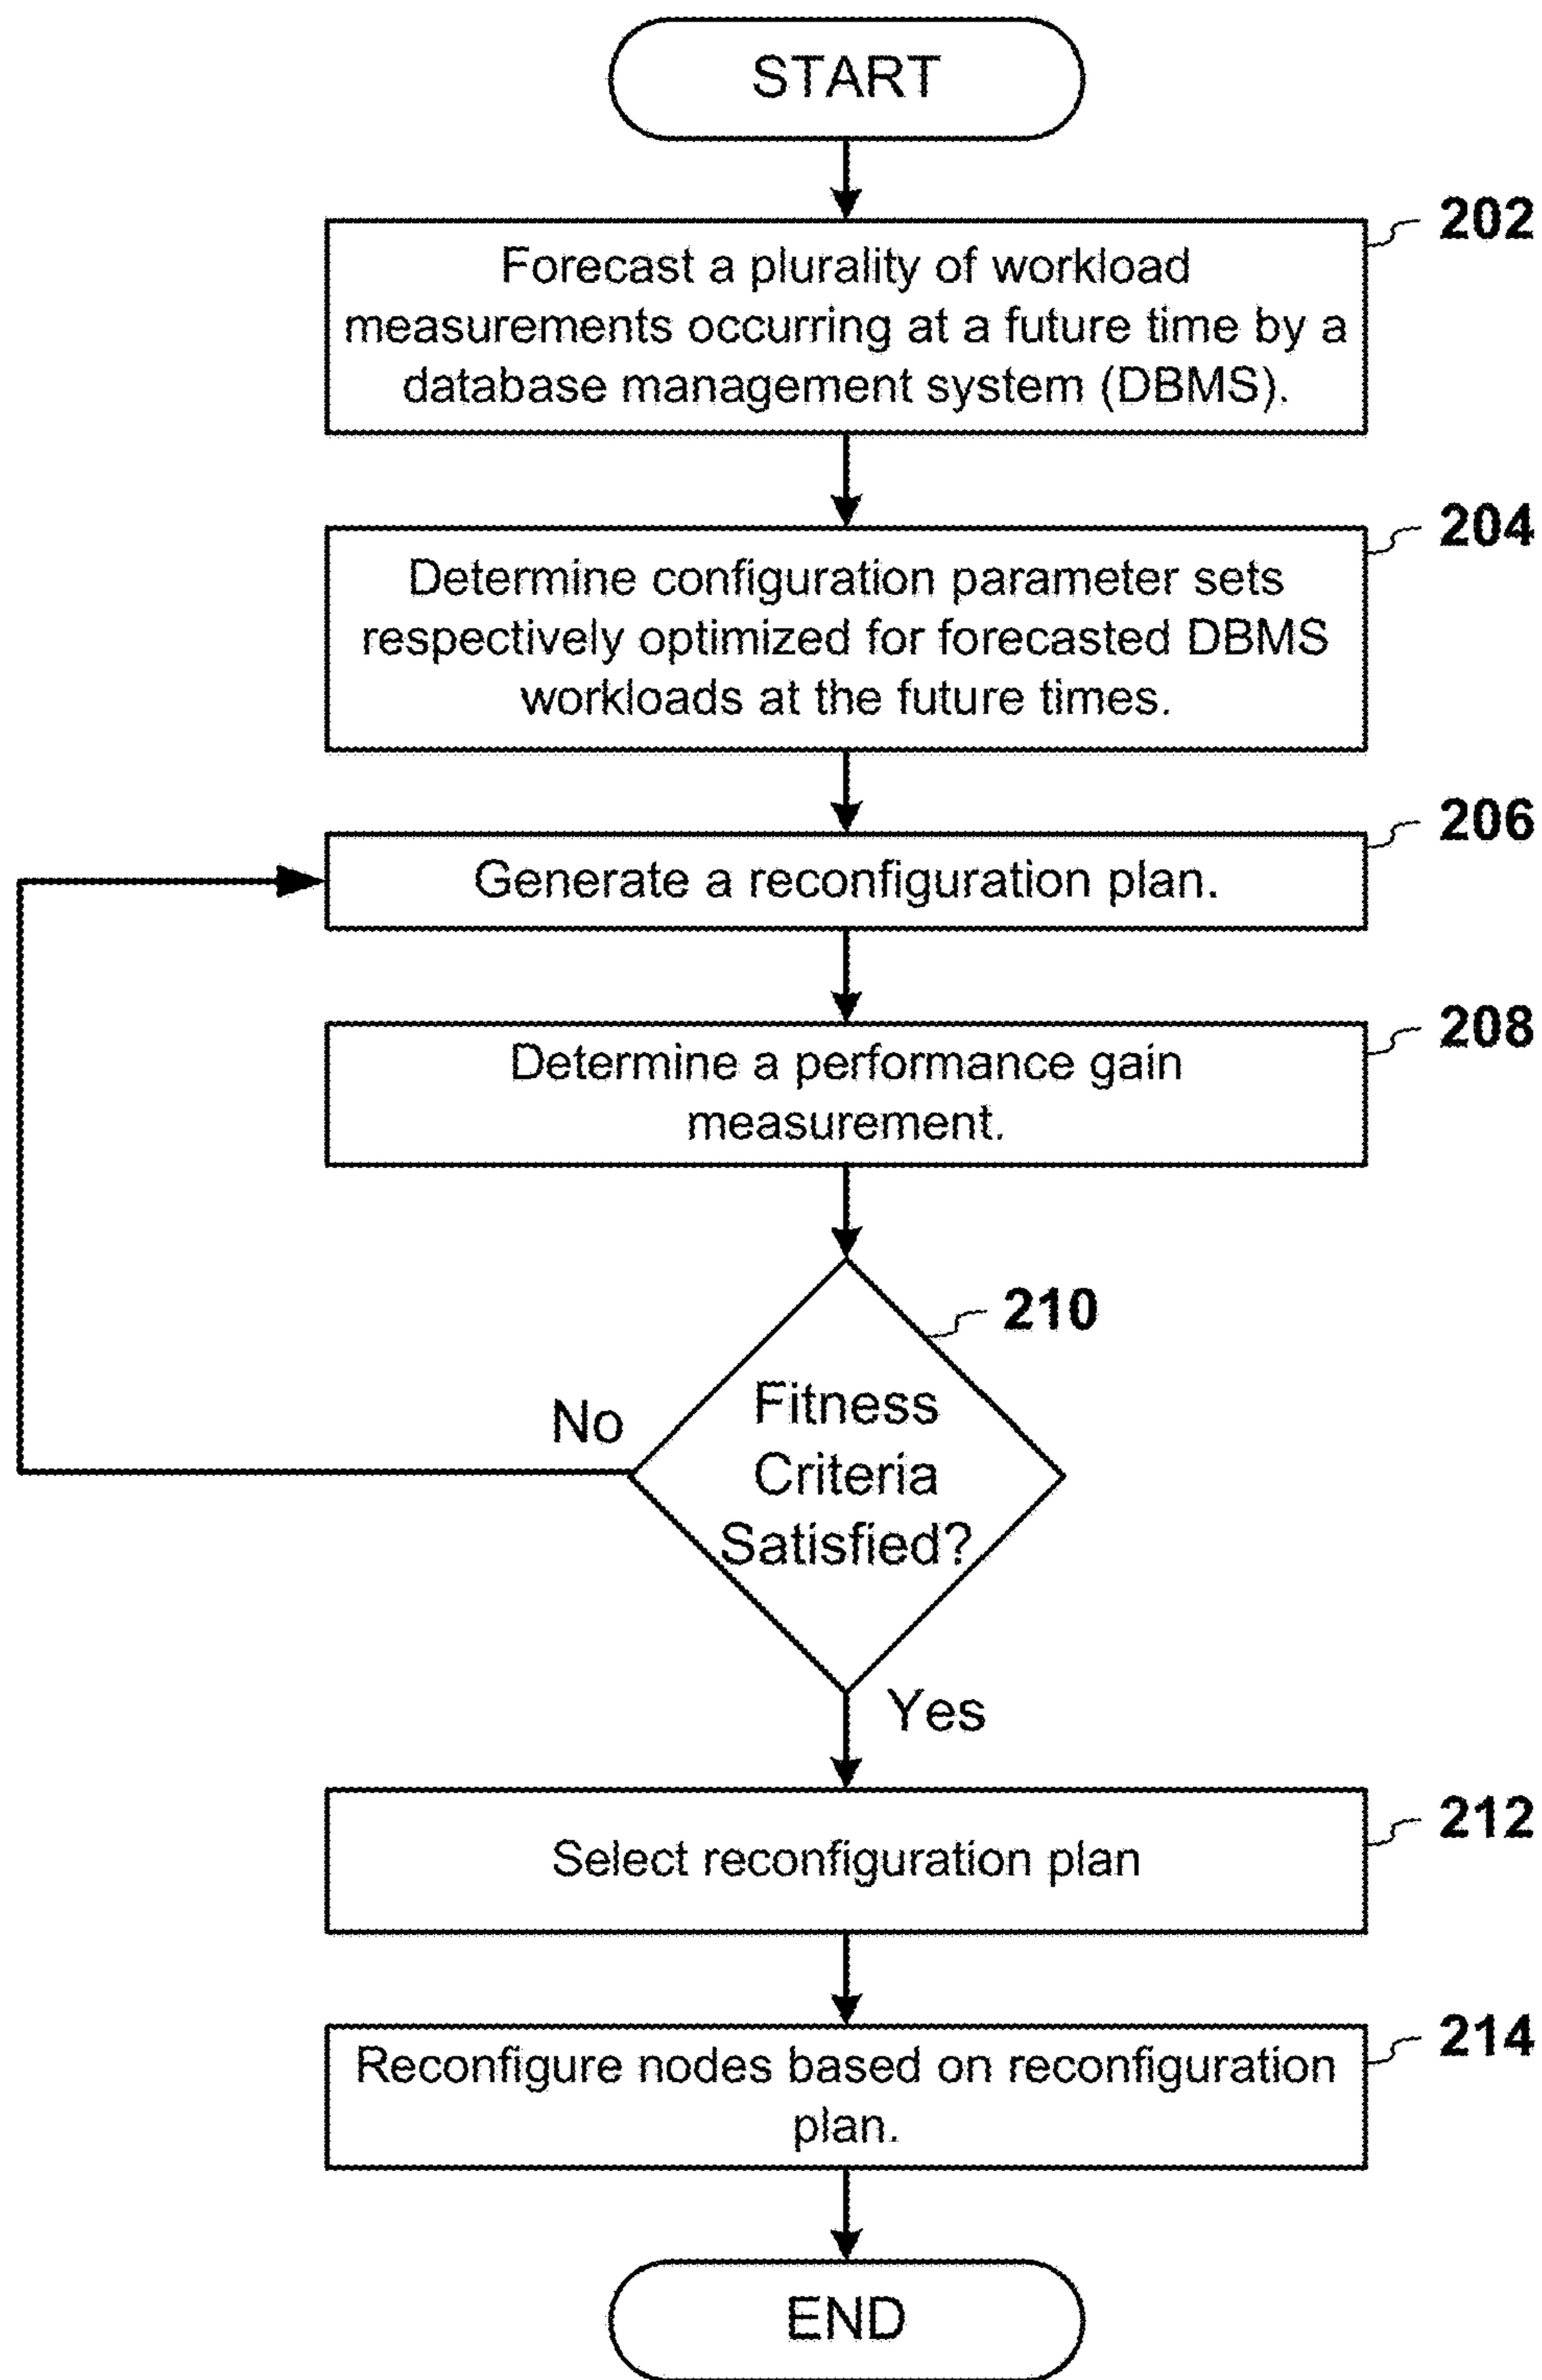 START
202
Forecast a plurality of workload
measurements occurring at a future time by a
database management system (DBMS).
204
Determine configuration parameter sets
respectively optimized for forecasted DBMS
workloads at the future times.
206
Generate a reconfiguration plan.
208
Determine a performance gain
measurement.
210
Fitness
Criteria
Satisfied?
No
Yes
212
Select reconfiguration plan
214
Reconfigure nodes based on reconfiguration
plan.
END